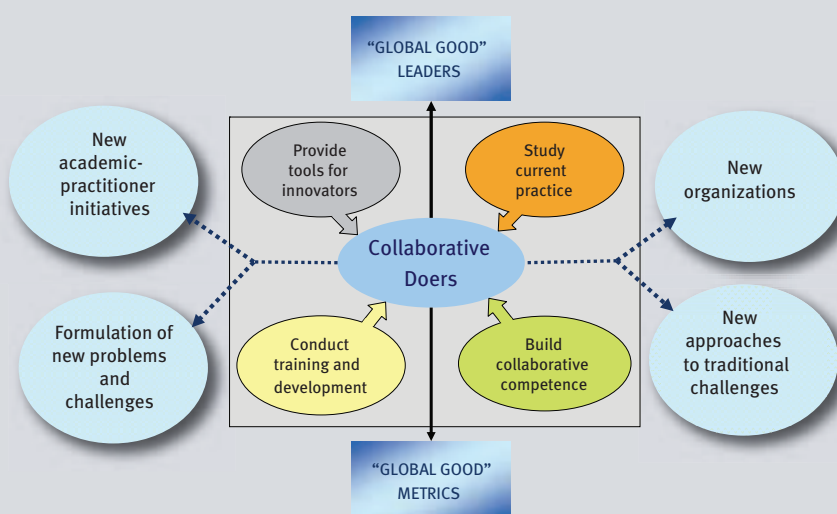 “GLOBAL GOOD”
LEADERS
New
academic-
practitioner
initiatives
Provide
tools for
innovators
Study
current
practice
New
organizations
Collaborative
Doers
Formulation of
new problems
and
challenges
Conduct
training and
development
Build
collaborative
competence
New
approaches
to traditional
challenges
“GLOBAL GOOD”
METRICS